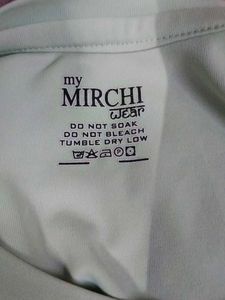 my
MIRCHI
wear
DO NOT SOAK
DO NOT BLEACH
TUMBLE DRY LOW